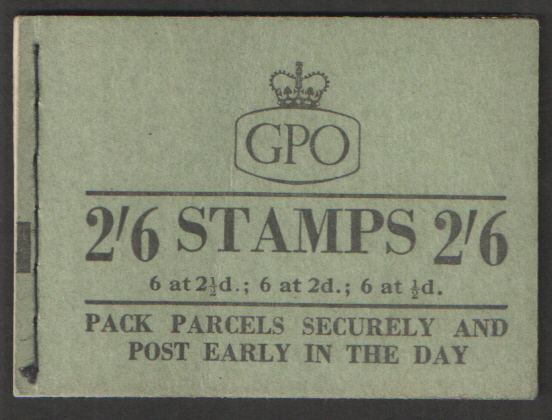 GPO
2/6 STAMPS 2/6
6 at 2½d.; 6 at 2d.; 6 at ½d.
PACK PARCELS SECURELY AND
POST EARLY IN THE DAY